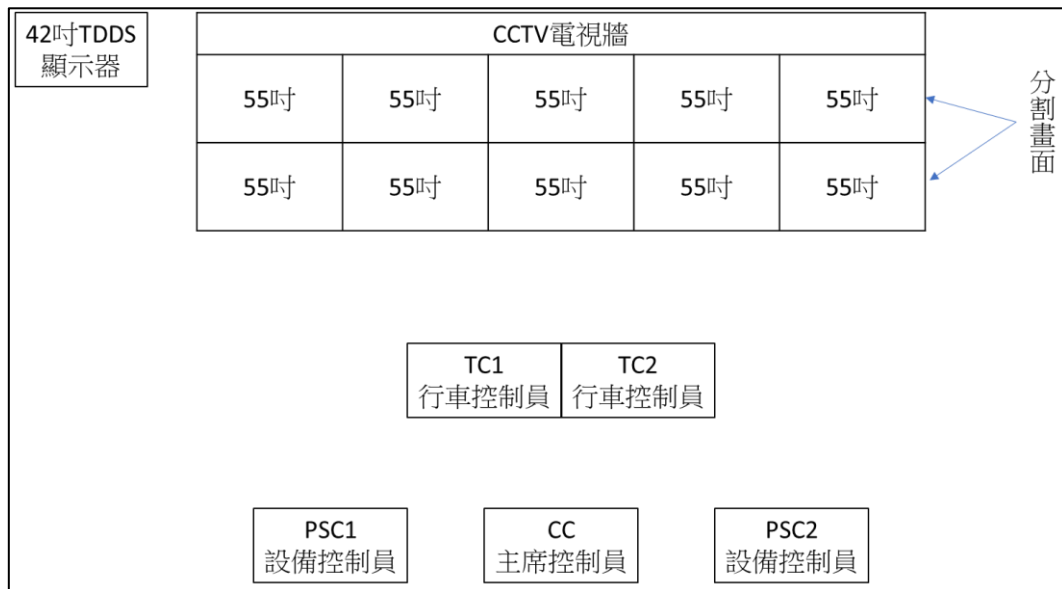 42吋TDDS
顯示器
CCTV電視牆
55吋 55吋 55吋 55吋 55吋
55吋 55吋 55吋 55吋 55吋
分割畫面
TC1 TC2
行車控制員 行車控制員
PSC1 CC PSC2
設備控制員 主席控制員 設備控制員